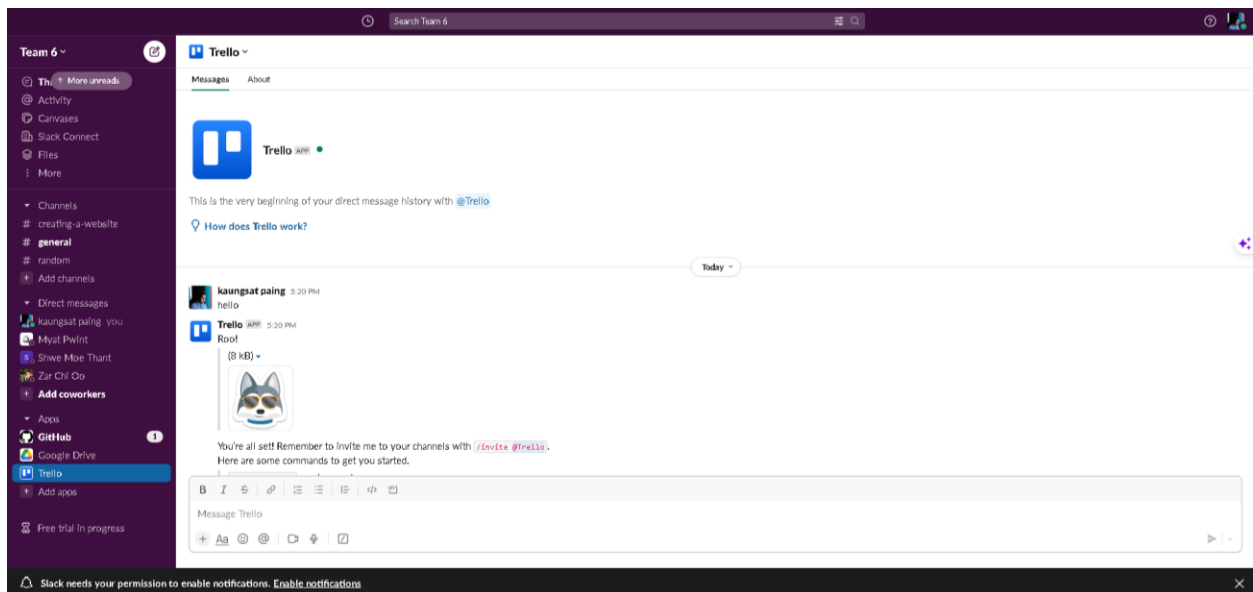 Search Team 6
Team 6
Trello
More unreads
Messages About
Activity
Canvases
Slack Connect
Files
More
Trello APP
This is the very beginning of your direct message history with @Trello
How does Trello work?
Channels
# creating-a-website
# general
# random
+ Add channels
Today
Direct messages
kaungsat paing you
Myat Pwint
Shwe Moe Thant
Zar Chi Oo
+ Add coworkers
Apps
GitHub 1
Google Drive
Trello
+ Add apps
Free trial in progress
kaungsat paing 5:20 PM
hello
Trello APP 5:20 PM
Roo!
(8 kB)
You're all set! Remember to invite me to your channels with /invite @Trello.
Here are some commands to get you started.
B I S
Message Trello
+ Aa @
Slack needs your permission to enable notifications. Enable notifications